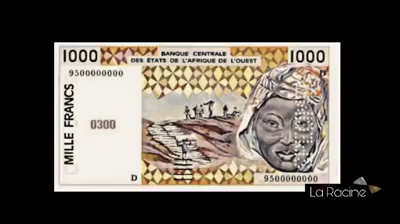 1000
BANQUE CENTRALE
DES ÉTATS DE L'AFRIQUE DE L'OUEST
1000
9500000000
D
MILLE FRANCS
0300
D
9500000000
La Racine